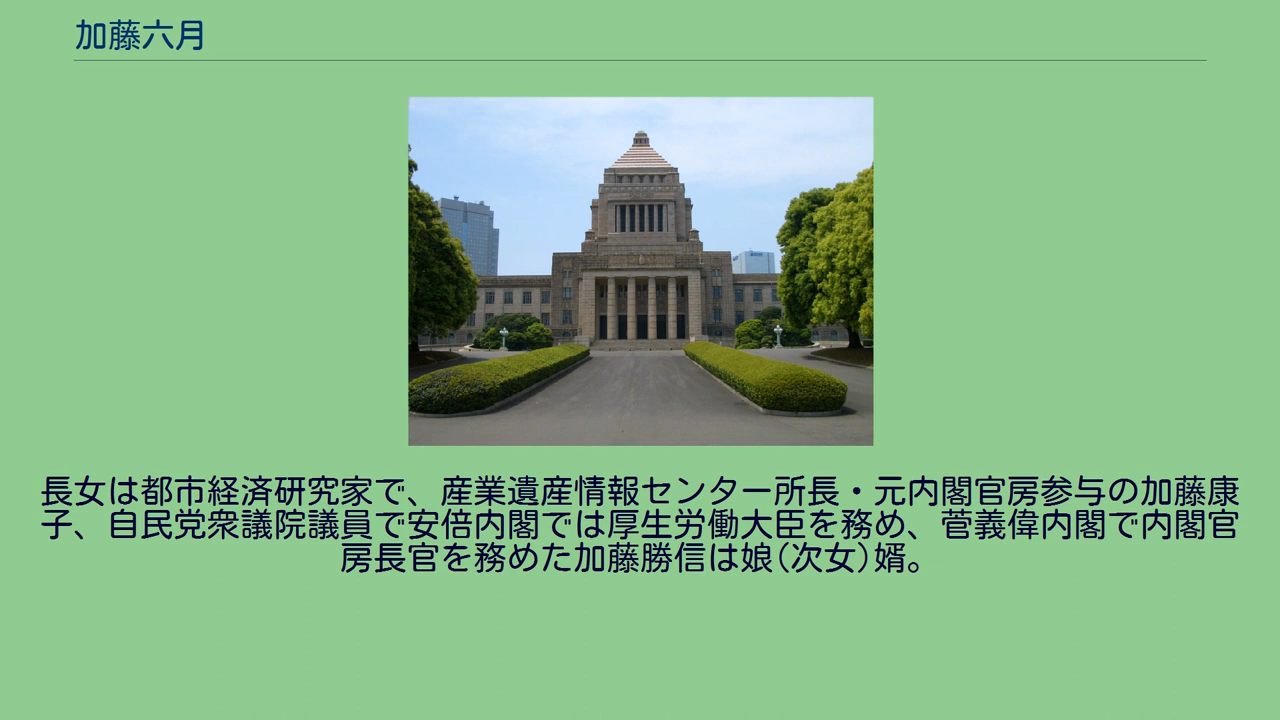 加藤六月
長女は都市経済研究家で、産業遺産情報センター所長・元内閣官房参与の加藤康
子、自民党衆議院議員で安倍内閣では厚生労働大臣を務め、菅義偉内閣で内閣官
房長官を務めた加藤勝信は娘(次女)婿。